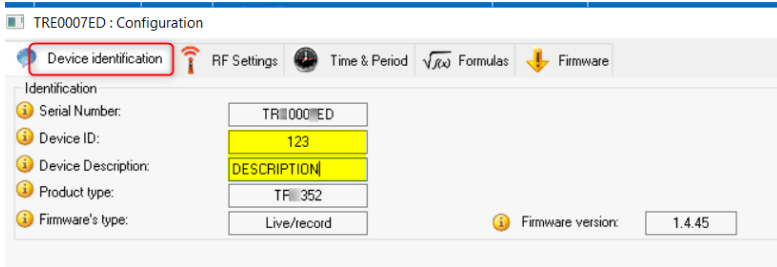 TRE0007ED : Configuration
Device identification RF Settings Time & Period √f(x) Formulas Firmware
Identification
Serial Number:
Device ID: 123
Device Description: DESCRIPTION
Product type:
Firmware's type: Live/record Firmware version: 1.4.45